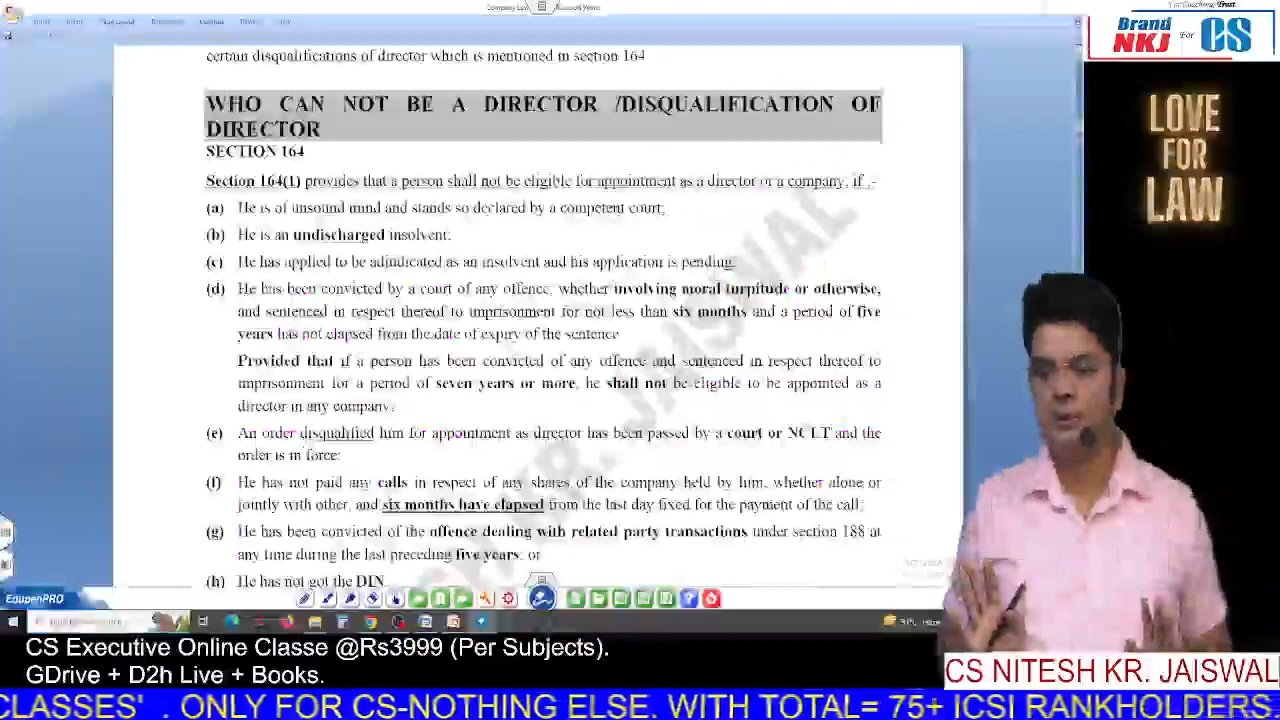 Brand
NKJ
For
CS
LOVE
FOR
LAW
certain disqualifications of director which is mentioned in section 164
WHO CAN NOT BE A DIRECTOR /DISQUALIFICATION OF
DIRECTOR
SECTION 164
Section 164(1) provides that a person shall not be eligible for appointment as a director of a company, if :-
(a) He is of unsound mind and stands so declared by a competent court;
(b) He is an undischarged insolvent;
(c) He has applied to be adjudicated as an insolvent and his application is pending;
(d) He has been convicted by a court of any offence, whether involving moral turpitude or otherwise,
and sentenced in respect thereof to imprisonment for not less than six months and a period of five
years has not elapsed from the date of expiry of the sentence
Provided that if a person has been convicted of any offence and sentenced in respect thereof to
imprisonment for a period of seven years or more, he shall not be eligible to be appointed as a
director in any company;
(e) An order disqualified him for appointment as director has been passed by a court or NCLT and the
order is in force;
(f) He has not paid any calls in respect of any shares of the company held by him, whether alone or
jointly with other, and six months have elapsed from the last day fixed for the payment of the call;
(g) He has been convicted of the offence dealing with related party transactions under section 188 at
any time during the last preceding five years; or
(h) He has not got the DIN
KR. JAISWAL
EdupenPRO
CS Executive Online Classe @Rs3999 (Per Subjects).
GDrive + D2h Live + Books.
CS NITESH KR. JAISWAL
CLASSES' . ONLY FOR CS-NOTHING ELSE. WITH TOTAL= 75+ ICSI RANKHOLDERS